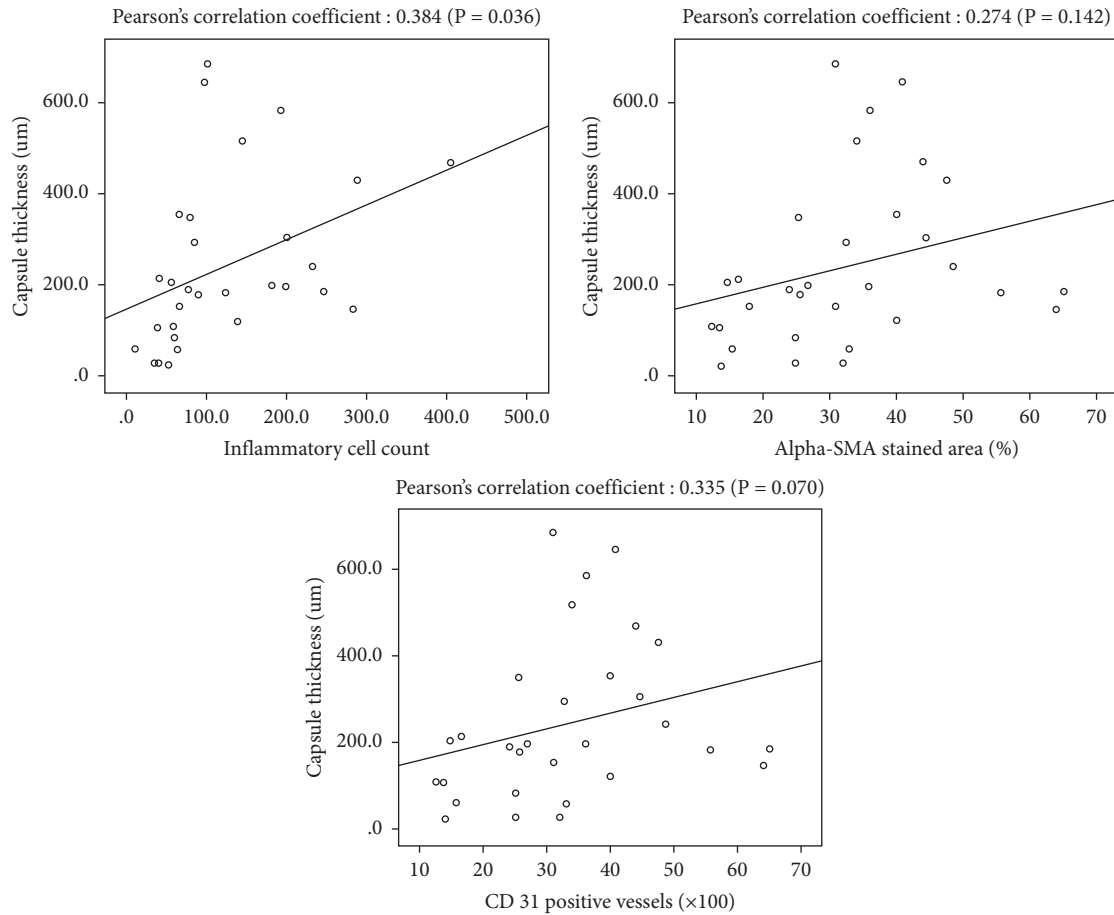 Pearson's correlation coefficient : 0.384 (P = 0.036)
600.0
400.0
200.0
.0
Capsule thickness (um)
.0 100.0 200.0 300.0 400.0 500.0
Inflammatory cell count
Pearson's correlation coefficient : 0.274 (P = 0.142)
600.0
400.0
200.0
.0
Capsule thickness (um)
10 20 30 40 50 60 70
Alpha-SMA stained area (%)
Pearson's correlation coefficient : 0.335 (P = 0.070)
600.0
400.0
200.0
.0
Capsule thickness (um)
10 20 30 40 50 60 70
CD 31 positive vessels (×100)